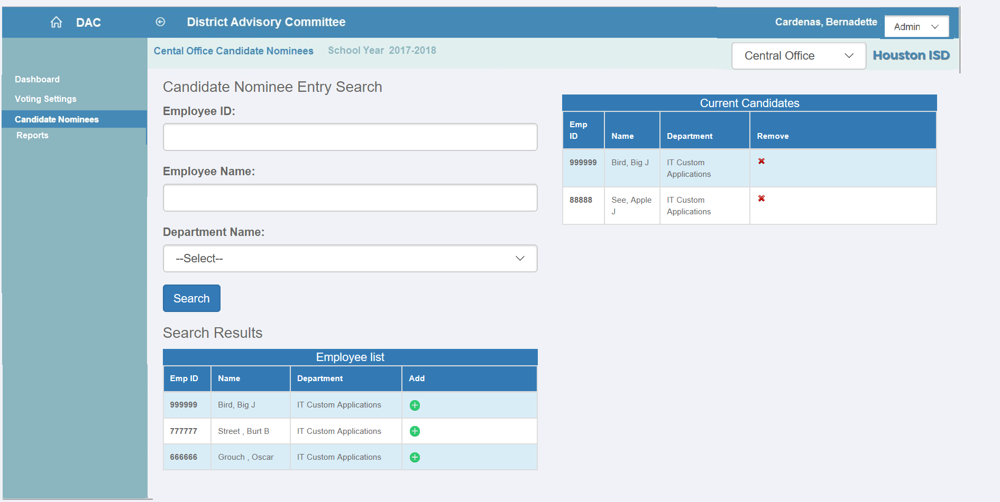 DAC
District Advisory Committee
Cardenas, Bernadette
Admin
Cental Office Candidate Nominees
School Year 2017-2018
Central Office
Houston ISD
Dashboard
Voting Settings
Candidate Nominees
Reports
Candidate Nominee Entry Search
Employee ID:
Employee Name:
Department Name:
--Select--
Search
Search Results
Employee list
Emp ID Name Department Add
999999 Bird, Big J IT Custom Applications
777777 Street , Burt B IT Custom Applications
666666 Grouch , Oscar IT Custom Applications
Current Candidates
Emp
ID Name Department Remove
999999 Bird, Big J IT Custom
Applications
88888 See, Apple IT Custom
J Applications